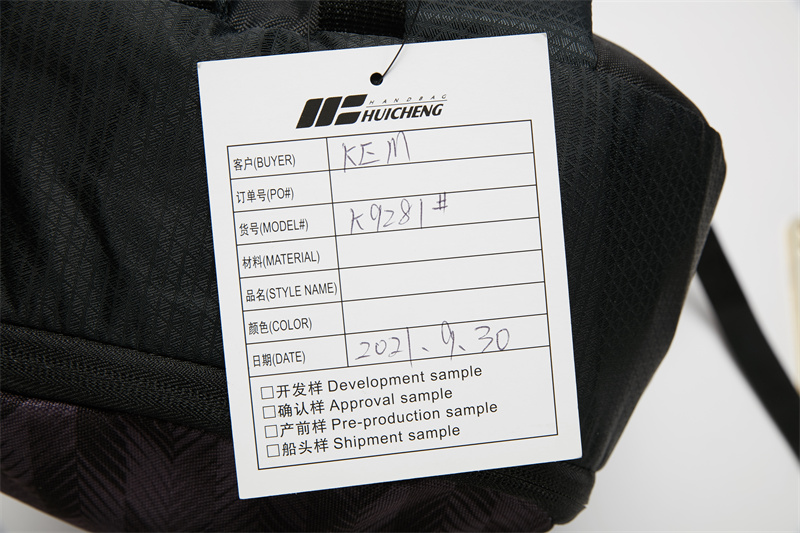 HANDBAG
HUICHENG
客户(BUYER) KEM
订单号(PO#)
货号(MODEL#) K9281#
材料(MATERIAL)
品名(STYLE NAME)
颜色(COLOR)
日期(DATE) 2021、9、30
□开发样 Development sample
□确认样 Approval sample
□产前样 Pre-production sample
□船头样 Shipment sample